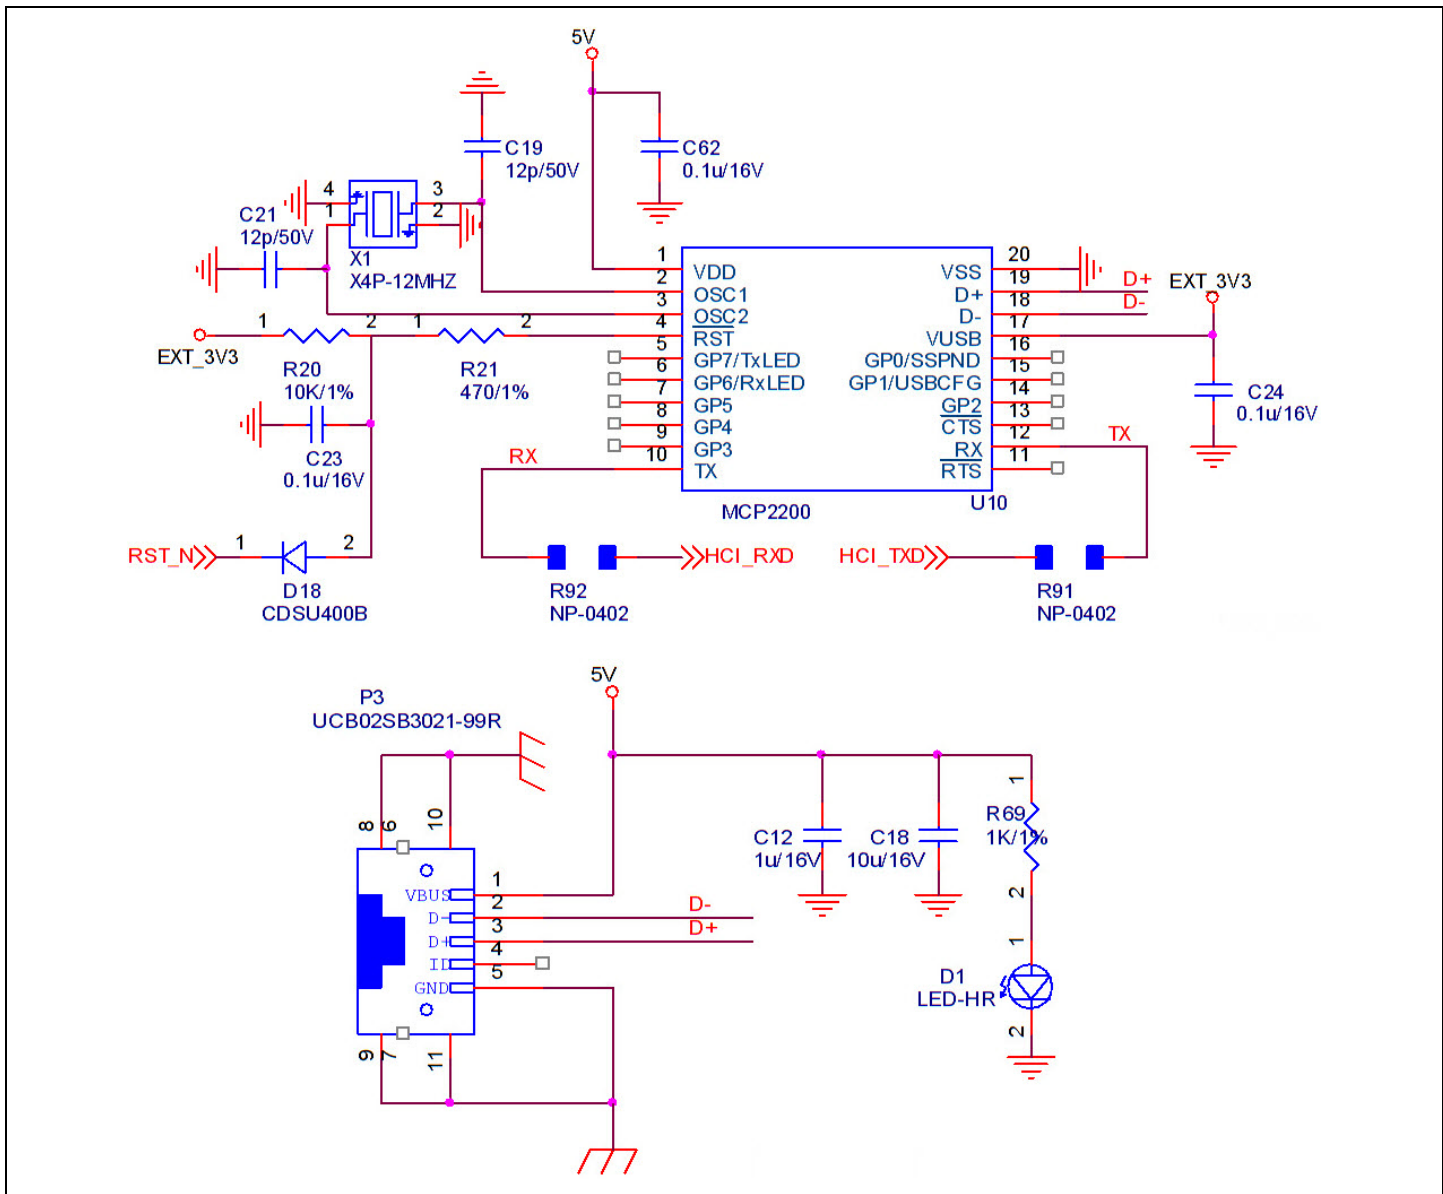 5V
C19
12p/50V
C62
0.1u/16V
4
1
3
2
C21
12p/50V
X1
X4P-12MHZ
1
2
3
4
5
6
7
8
9
10
VDD
OSC1
OSC2
RST
GP7/TxLED
GP6/RxLED
GP5
GP4
GP3
TX
VSS
D+
D-
VUSB
GP0/SSPND
GP1/USBCFG
GP2
CTS
RX
RTS
20
19
18
17
16
15
14
13
12
11
D+
D-
EXT_3V3
C24
0.1u/16V
TX
1
2
1
2
EXT_3V3
R20
10K/1%
R21
470/1%
C23
0.1u/16V
RX
MCP2200
U10
RST_N
1
2
D18
CDSU400B
HCI_RXD
R92
NP-0402
HCI_TXD
R91
NP-0402
5V
P3
UCB02SB3021-99R
8
6
10
VBUS
D-
D+
ID
GND
1
2
3
4
5
D-
D+
9
7
11
C12
1u/16V
C18
10u/16V
1
R69
1K/1%
2
1
D1
LED-HR
2